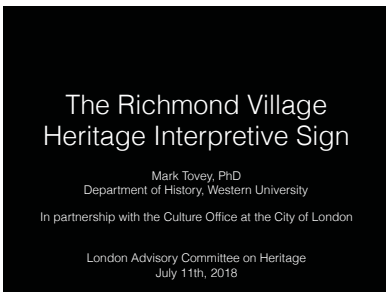 The Richmond Village
Heritage Interpretive Sign
Mark Tovey, PhD
Department of History, Western University
In partnership with the Culture Office at the City of London
London Advisory Committee on Heritage
July 11th, 2018